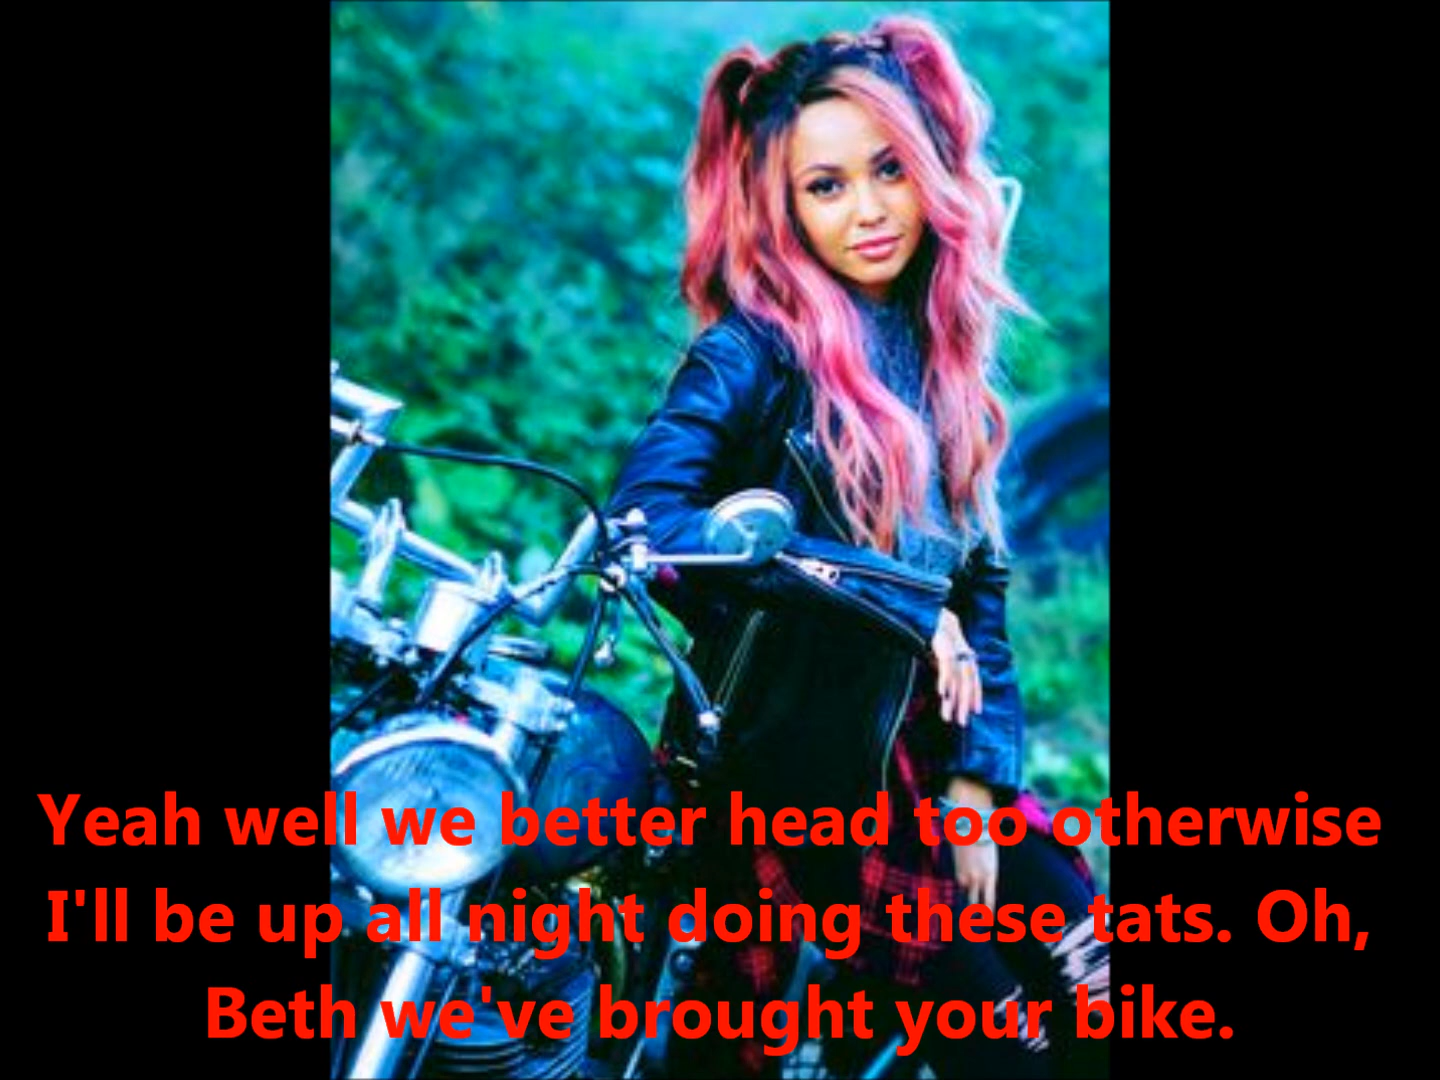 Yeah well we better head too otherwise
I'll be up all night doing these tats. Oh,
Beth we've brought your bike.